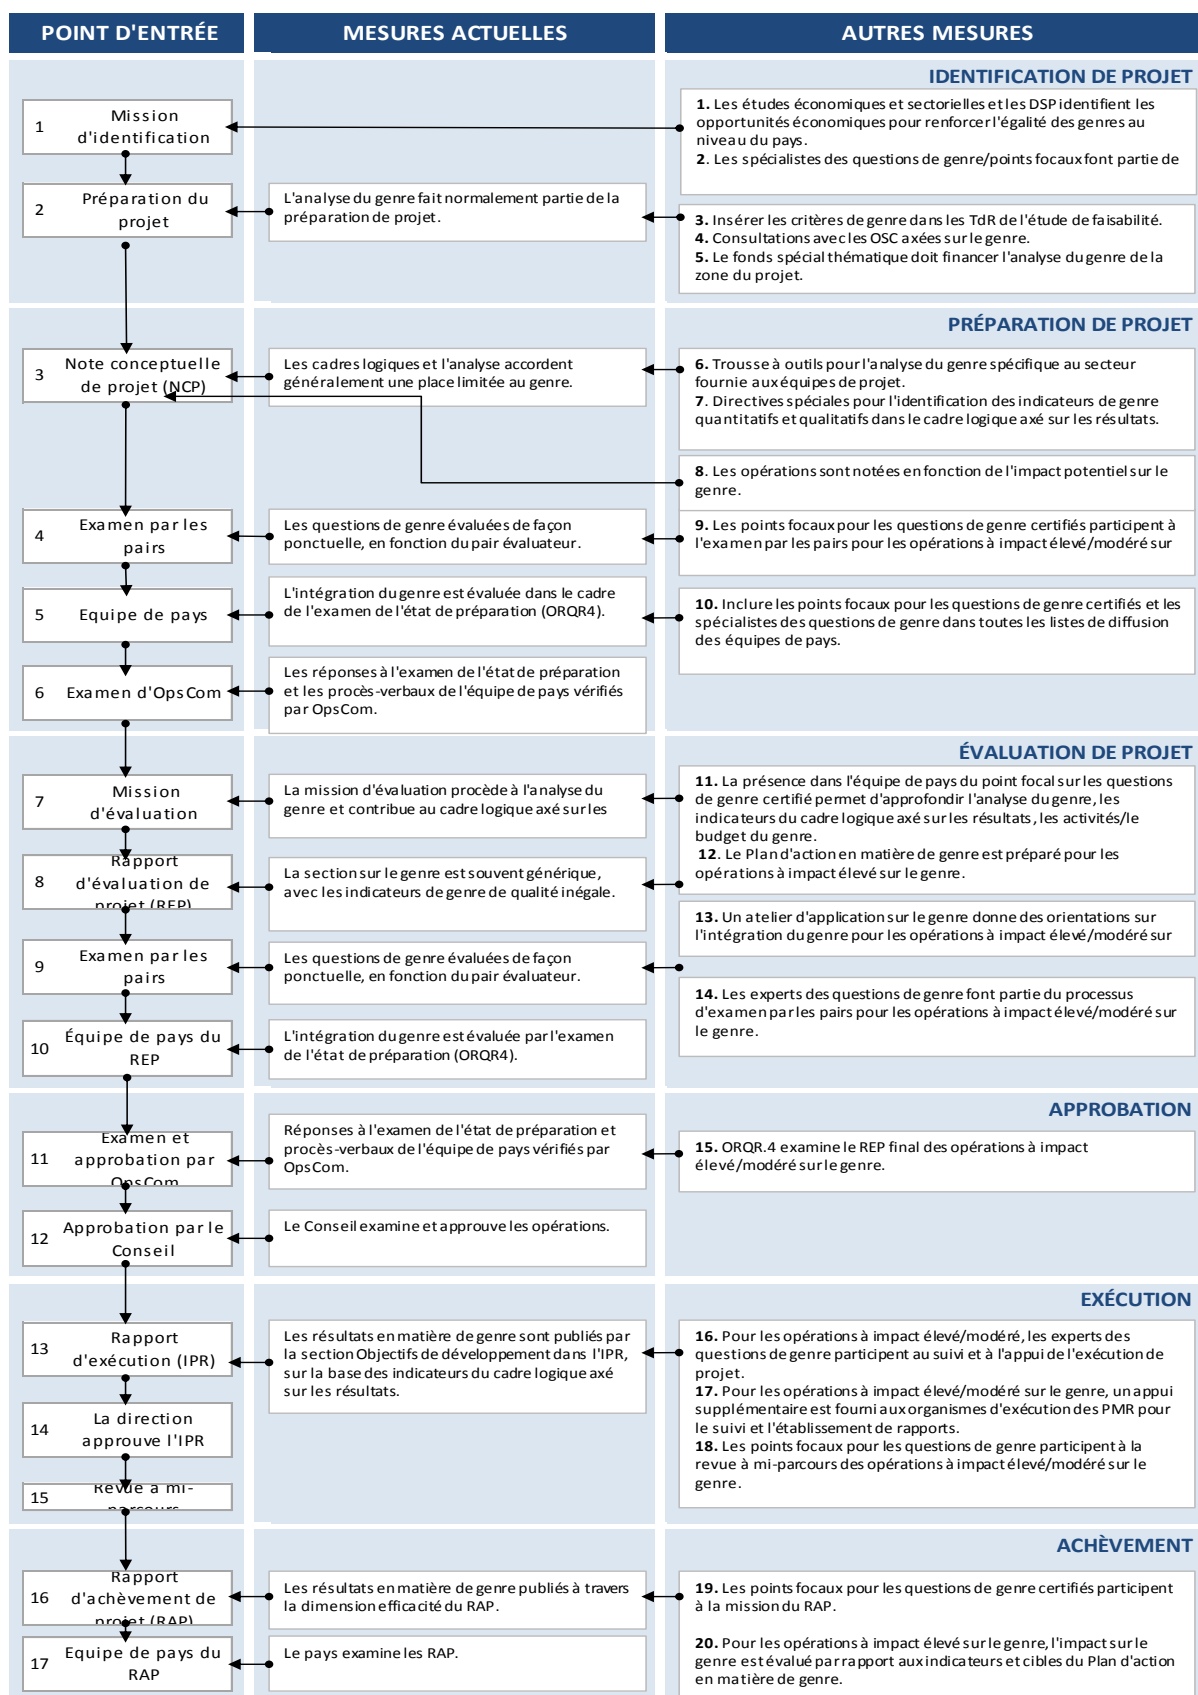 POINT D'ENTRÉE
MESURES ACTUELLES
AUTRES MESURES
IDENTIFICATION DE PROJET
1
Mission
d'identification
1. Les études économiques et sectorielles et les DSP identifient les
opportunités économiques pour renforcer l'égalité des genres au
niveau du pays.
2. Les spécialistes des questions de genre/points focaux font partie de
2
Préparation du
projet
L'analyse du genre fait normalement partie de la
préparation de projet.
3. Insérer les critères de genre dans les TdR de l'étude de faisabilité.
4. Consultations avec les OSC axées sur le genre.
5. Le fonds spécial thématique doit financer l'analyse du genre de la
zone du projet.
PRÉPARATION DE PROJET
3
Note conceptuelle
de projet (NCP)
Les cadres logiques et l'analyse accordent
généralement une place limitée au genre.
6. Trousse à outils pour l'analyse du genre spécifique au secteur
fournie aux équipes de projet.
7. Directives spéciales pour l'identification des indicateurs de genre
quantitatifs et qualitatifs dans le cadre logique axé sur les résultats.
8. Les opérations sont notées en fonction de l'impact potentiel sur le
genre.
4
Examen par les
pairs
Les questions de genre évaluées de façon
ponctuelle, en fonction du pair évaluateur.
9. Les points focaux pour les questions de genre certifiés participent à
l'examen par les pairs pour les opérations à impact élevé/modéré sur
5
Equipe de pays
L'intégration du genre est évaluée dans le cadre
de l'examen de l'état de préparation (ORQR4).
10. Inclure les points focaux pour les questions de genre certifiés et les
spécialistes des questions de genre dans toutes les listes de diffusion
des équipes de pays.
6
Examen d'OpsCom
Les réponses à l'examen de l'état de préparation
et les procès-verbaux de l'équipe de pays vérifiés
par OpsCom.
ÉVALUATION DE PROJET
7
Mission
d'évaluation
La mission d'évaluation procède à l'analyse du
genre et contribue au cadre logique axé sur les
11. La présence dans l'équipe de pays du point focal sur les questions
de genre certifié permet d'approfondir l'analyse du genre, les
indicateurs du cadre logique axé sur les résultats, les activités/le
budget du genre.
12. Le Plan d'action en matière de genre est préparé pour les
opérations à impact élevé sur le genre.
8
Rapport
d'évaluation de
projet (REP)
La section sur le genre est souvent générique,
avec les indicateurs de genre de qualité inégale.
13. Un atelier d'application sur le genre donne des orientations sur
l'intégration du genre pour les opérations à impact élevé/modéré sur
9
Examen par les
pairs
Les questions de genre évaluées de façon
ponctuelle, en fonction du pair évaluateur.
14. Les experts des questions de genre font partie du processus
d'examen par les pairs pour les opérations à impact élevé/modéré sur
le genre.
10
Équipe de pays du
REP
L'intégration du genre est évaluée par l'examen
de l'état de préparation (ORQR4).
APPROBATION
11
Examen et
approbation par
OpsCom
Réponses à l'examen de l'état de préparation et
procès-verbaux de l'équipe de pays vérifiés par
OpsCom.
15. ORQR.4 examine le REP final des opérations à impact
élevé/modéré sur le genre.
12
Approbation par le
Conseil
Le Conseil examine et approuve les opérations.
EXÉCUTION
13
Rapport
d'exécution (IPR)
Les résultats en matière de genre sont publiés par
la section Objectifs de développement dans l'IPR,
sur la base des indicateurs du cadre logique axé
sur les résultats.
16. Pour les opérations à impact élevé/modéré, les experts des
questions de genre participent au suivi et à l'appui de l'exécution de
projet.
17. Pour les opérations à impact élevé/modéré sur le genre, un appui
supplémentaire est fourni aux organismes d'exécution des PMR pour
le suivi et l'établissement de rapports.
18. Les points focaux pour les questions de genre participent à la
revue à mi-parcours des opérations à impact élevé/modéré sur le
genre.
14
La direction
approuve l'IPR
15
Revue à mi-
parcours
ACHÈVEMENT
16
Rapport
d'achèvement de
projet (RAP)
Les résultats en matière de genre publiés à travers
la dimension efficacité du RAP.
19. Les points focaux pour les questions de genre certifiés participent
à la mission du RAP.
20. Pour les opérations à impact élevé sur le genre, l'impact sur le
genre est évalué par rapport aux indicateurs et cibles du Plan d'action
en matière de genre.
17
Equipe de pays du
RAP
Le pays examine les RAP.